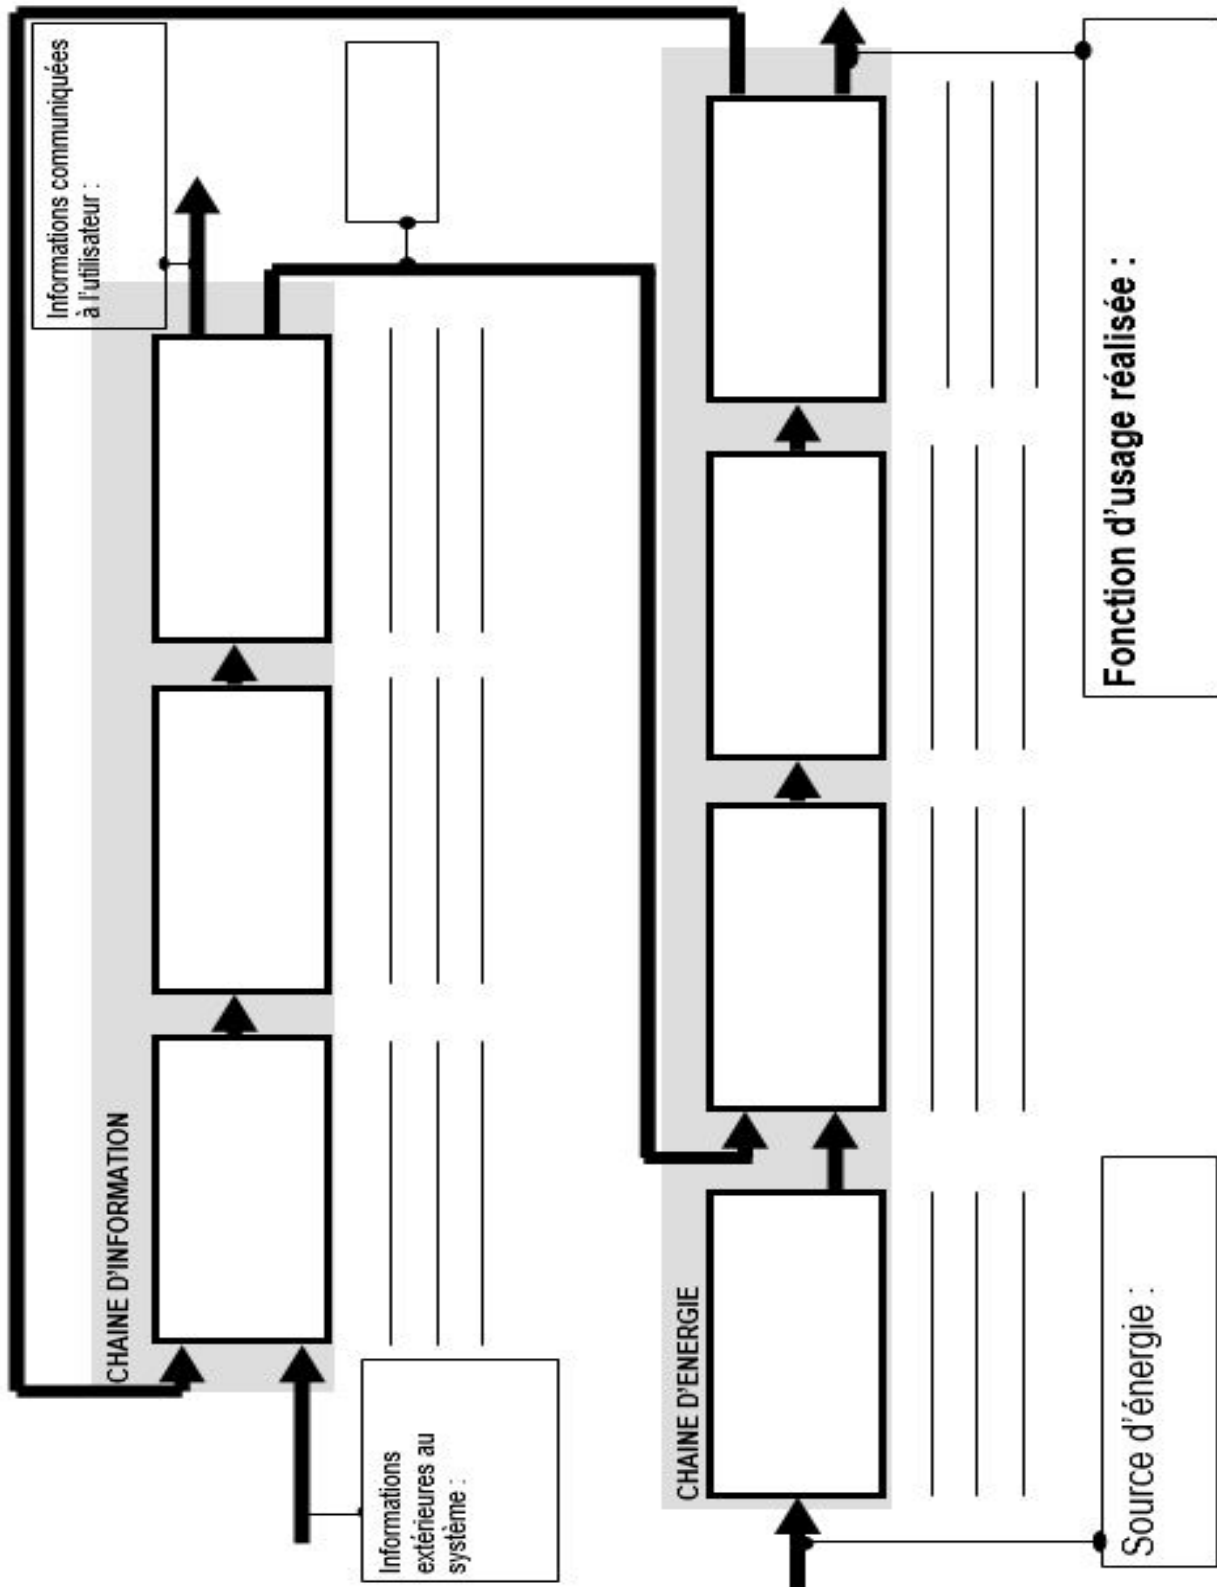 CHAINE D'INFORMATION
Informations communiquées
à l'utilisateur :
Informations
extérieures au
système :
CHAINE D'ENERGIE
Source d'énergie :
Fonction d'usage réalisée :